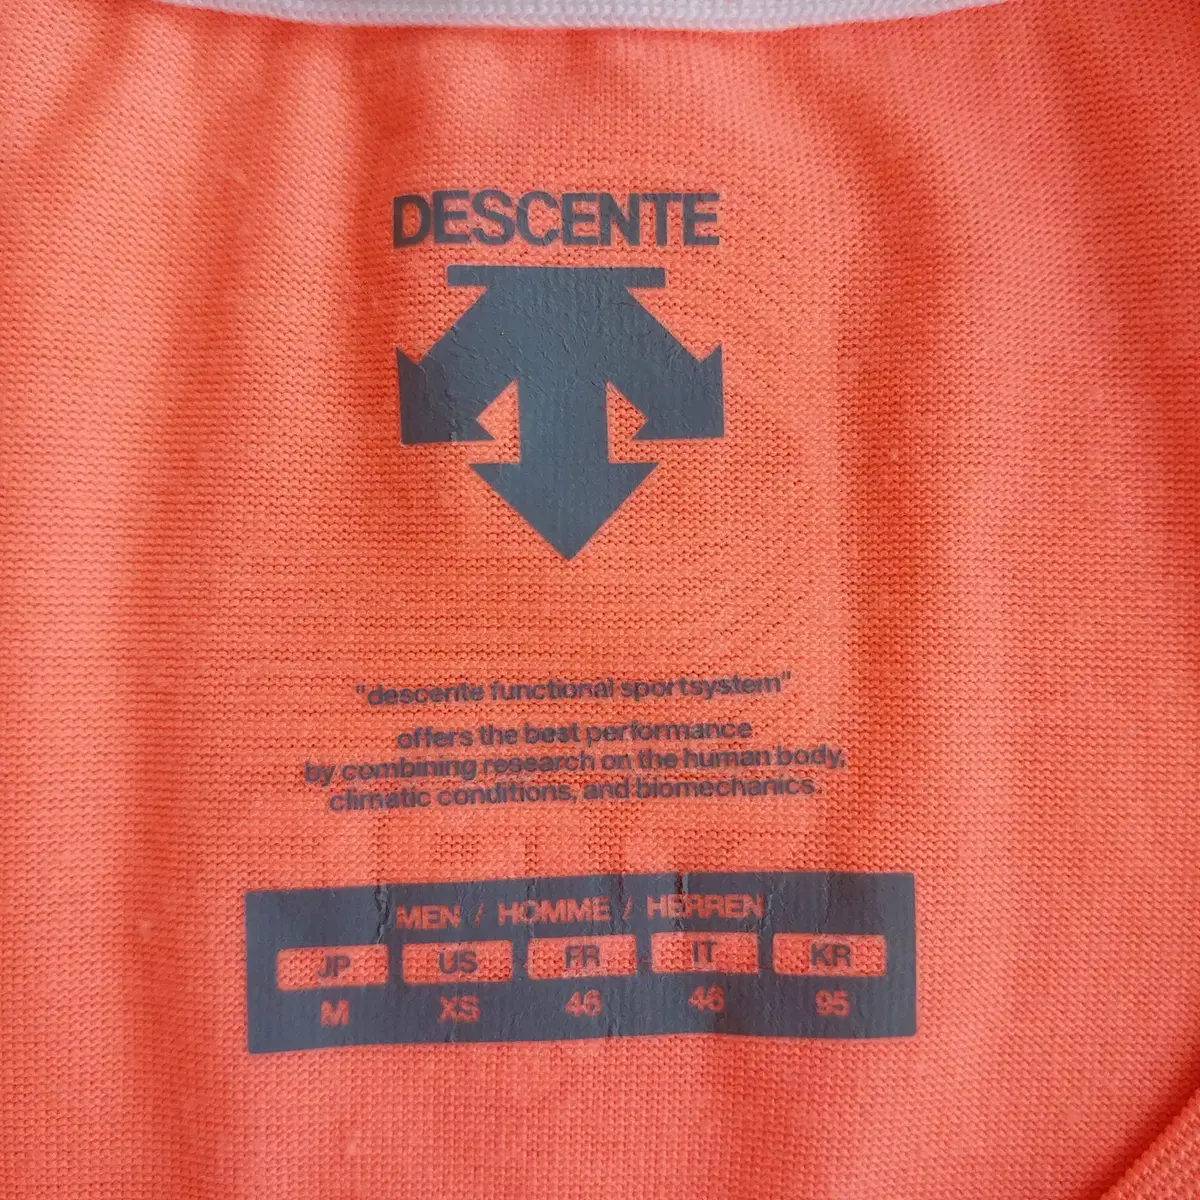 DESCENTE
"descente functional sportsystem"
offers the best performance
by combining research on the human body,
climatic conditions, and biomechanics.
MEN / HOMME / HERREN
JP US FR IT KR
M XS 46 46 95